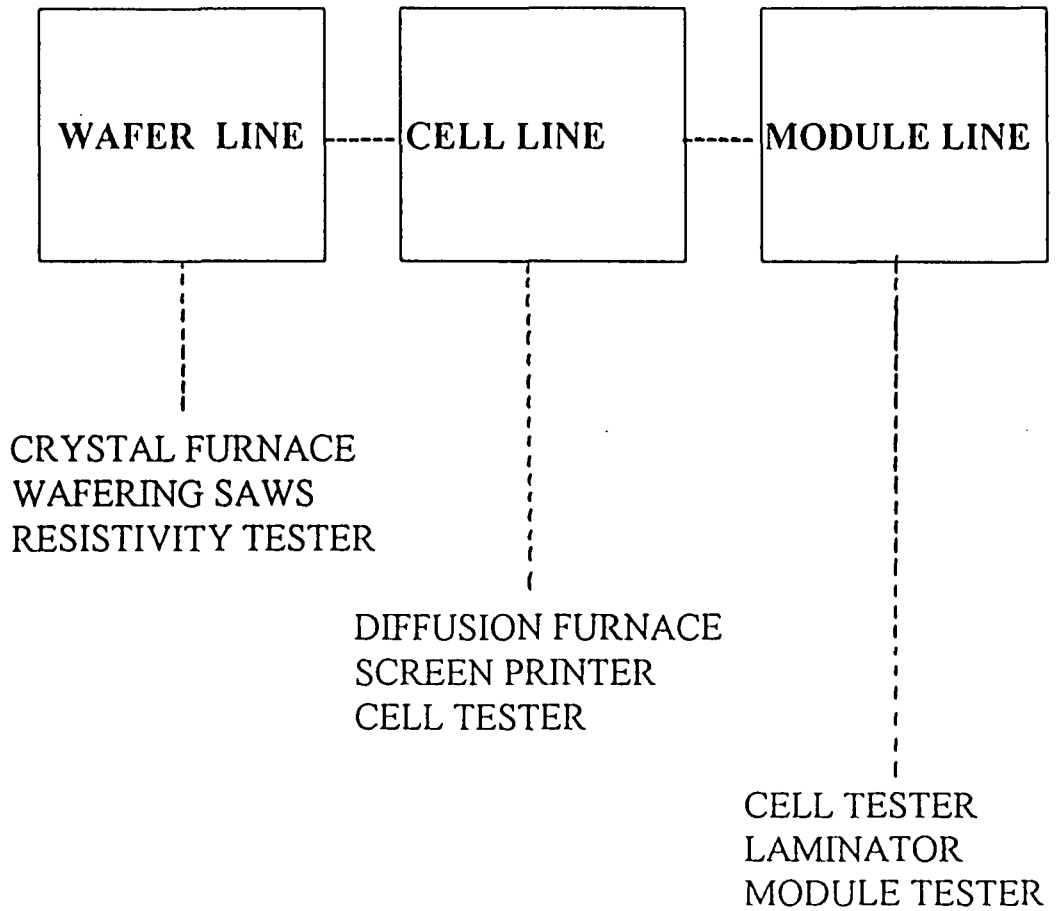 WAFER LINE
CELL LINE
MODULE LINE
CRYSTAL FURNACE
WAFERING SAWS
RESISTIVITY TESTER
DIFFUSION FURNACE
SCREEN PRINTER
CELL TESTER
CELL TESTER
LAMINATOR
MODULE TESTER